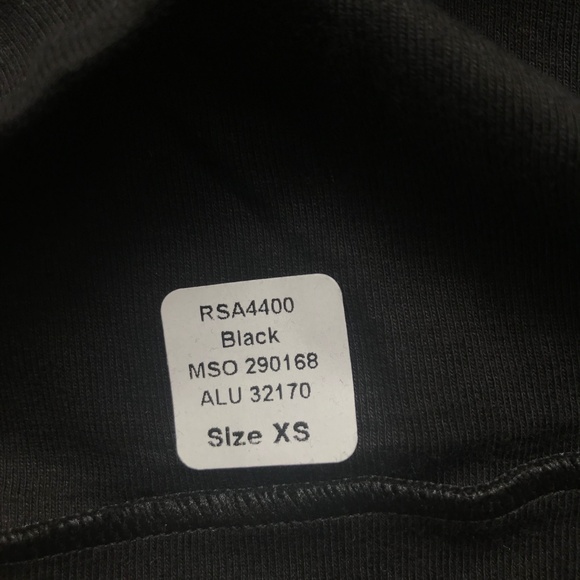 RSA4400
Black
MSO 290168
ALU 32170
Size XS